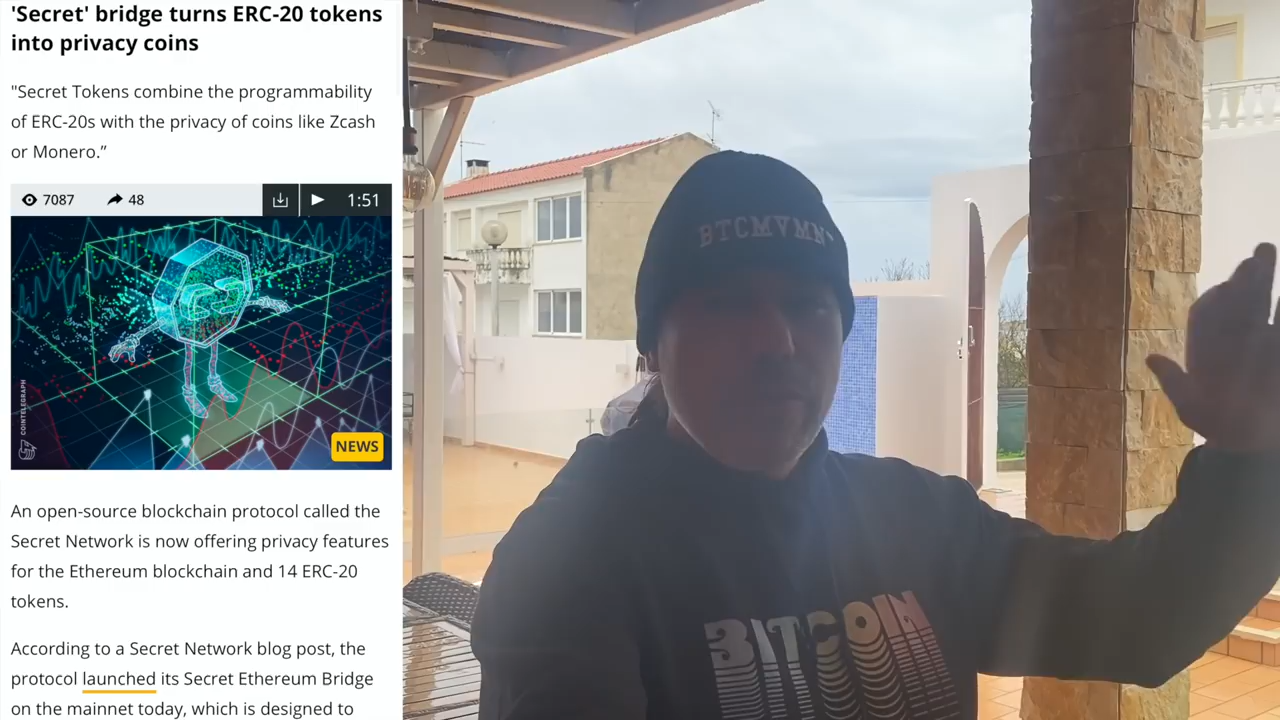 'Secret' bridge turns ERC-20 tokens
into privacy coins
"Secret Tokens combine the programmability
of ERC-20s with the privacy of coins like Zcash
or Monero.”
7087
48
1:51
COINTELEGRAPH
NEWS
An open-source blockchain protocol called the
Secret Network is now offering privacy features
for the Ethereum blockchain and 14 ERC-20
tokens.
According to a Secret Network blog post, the
protocol launched its Secret Ethereum Bridge
on the mainnet today, which is designed to
BTCMVMN
BITCOIN